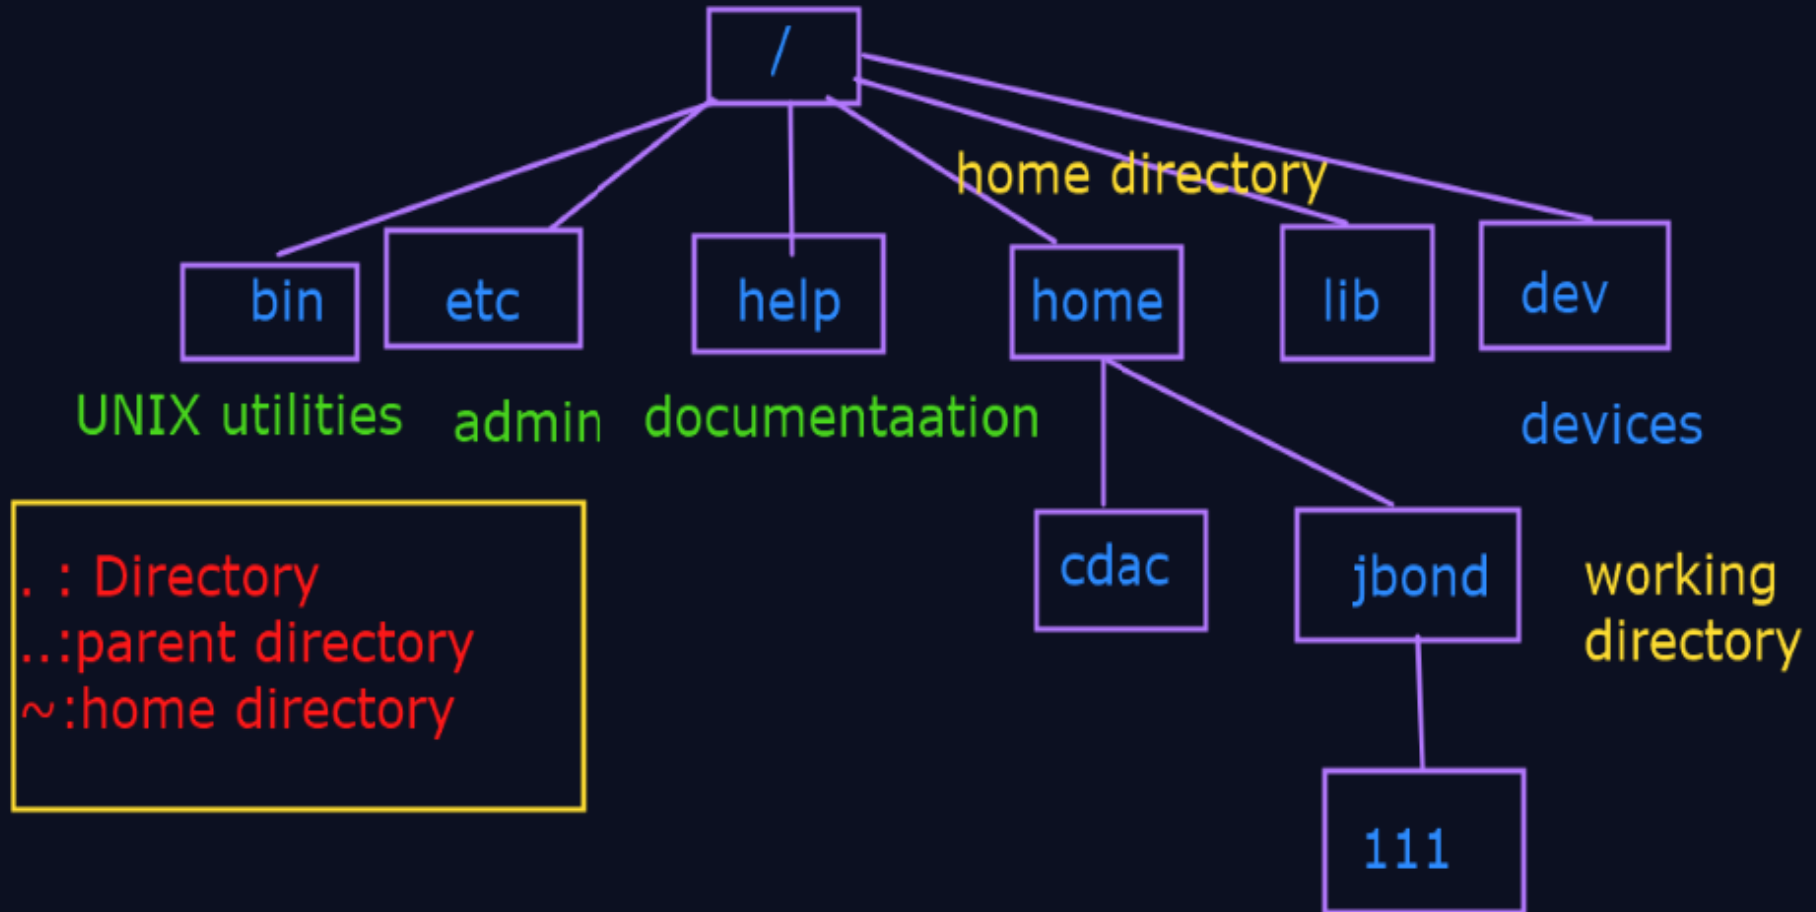 /
home directory
bin
etc
help
home
lib
dev
UNIX utilities
admin
documentaation
devices
. : Directory
..:parent directory
~:home directory
cdac
jbond
working
directory
111